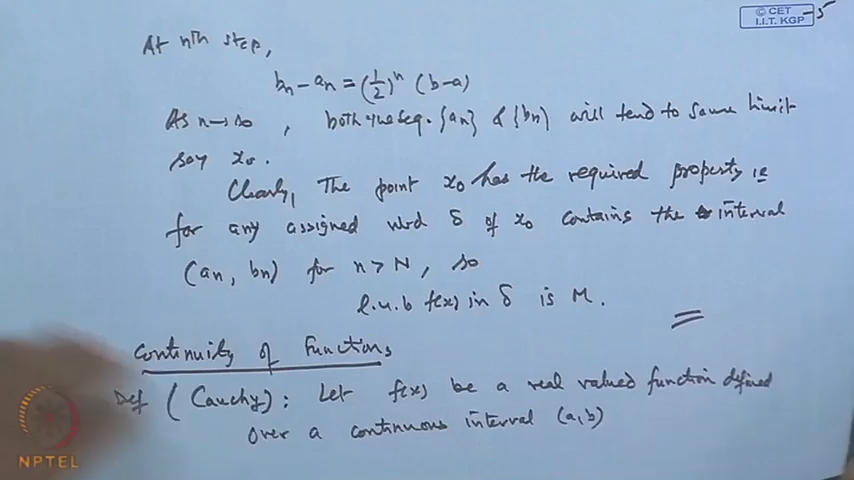 © CET
I.I.T. KGP
-5
At nth step,
bn - an = (1/2)^n (b-a)
As n→∞, both the seq. {an} & {bn} will tend to same limit
say x0.
Clearly, The point x0 has the required property ie
for any assigned nbd δ of x0 contains the interval
(an, bn) for n > N, so
l.u.b f(x) in δ is M.
Continuity of Functions
Def (Cauchy): Let f(x) be a real valued function defined
over a continuous interval (a,b)
NPTEL